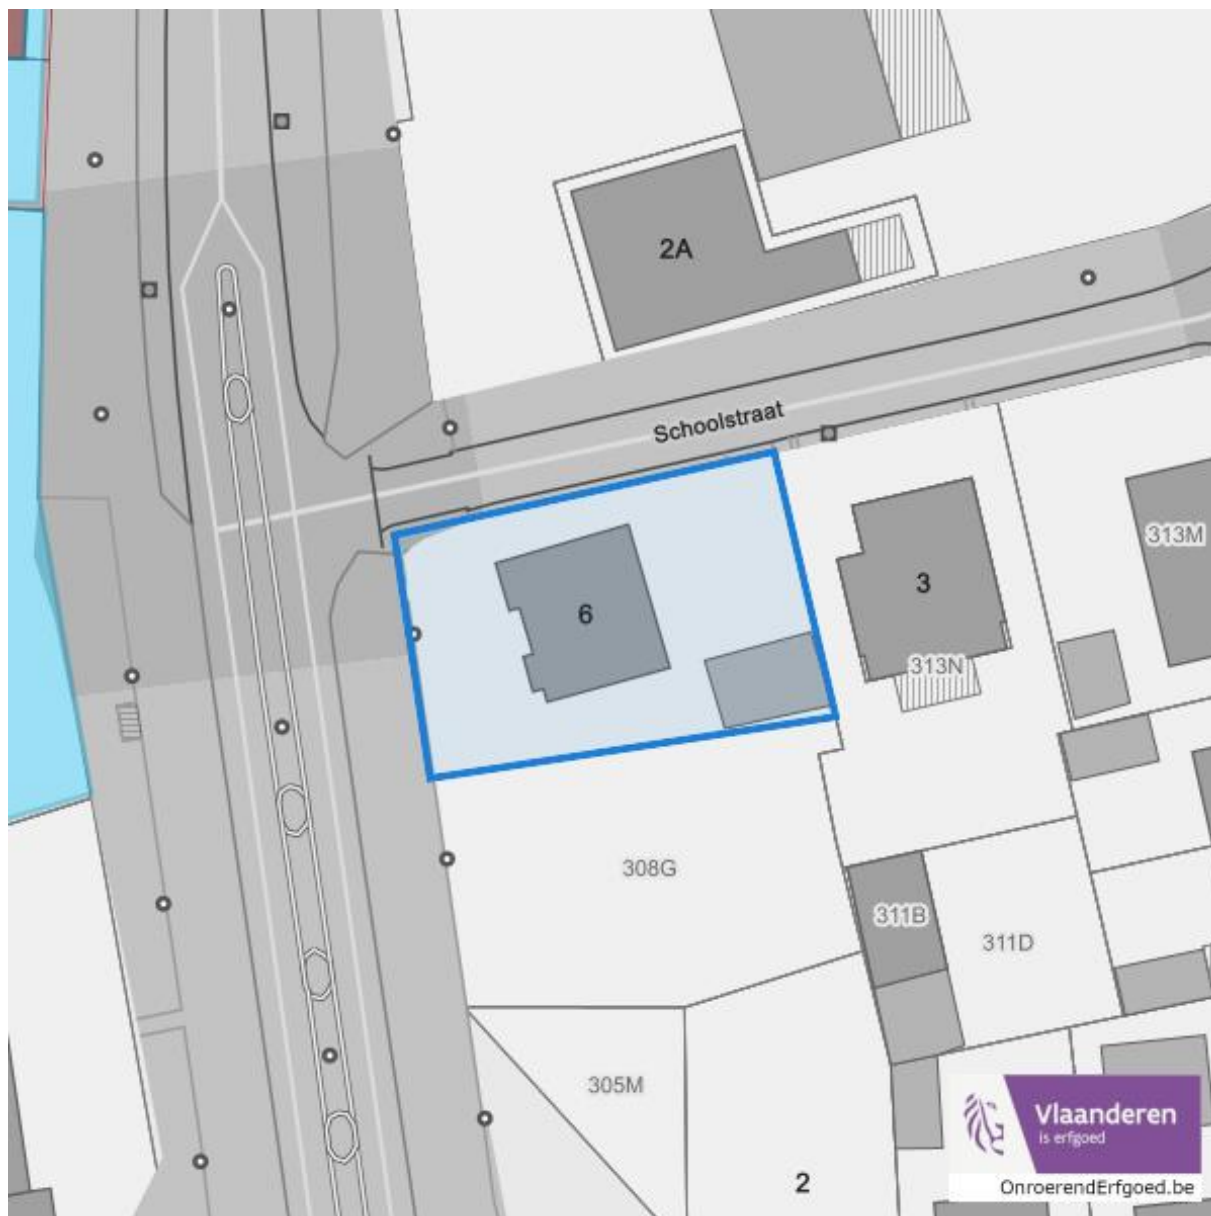 2A
Schoolstraat
6
3
313M
313N
308G
311B
311D
305M
2
Vlaanderen
is erfgoed
OnroerendErfgoed.be